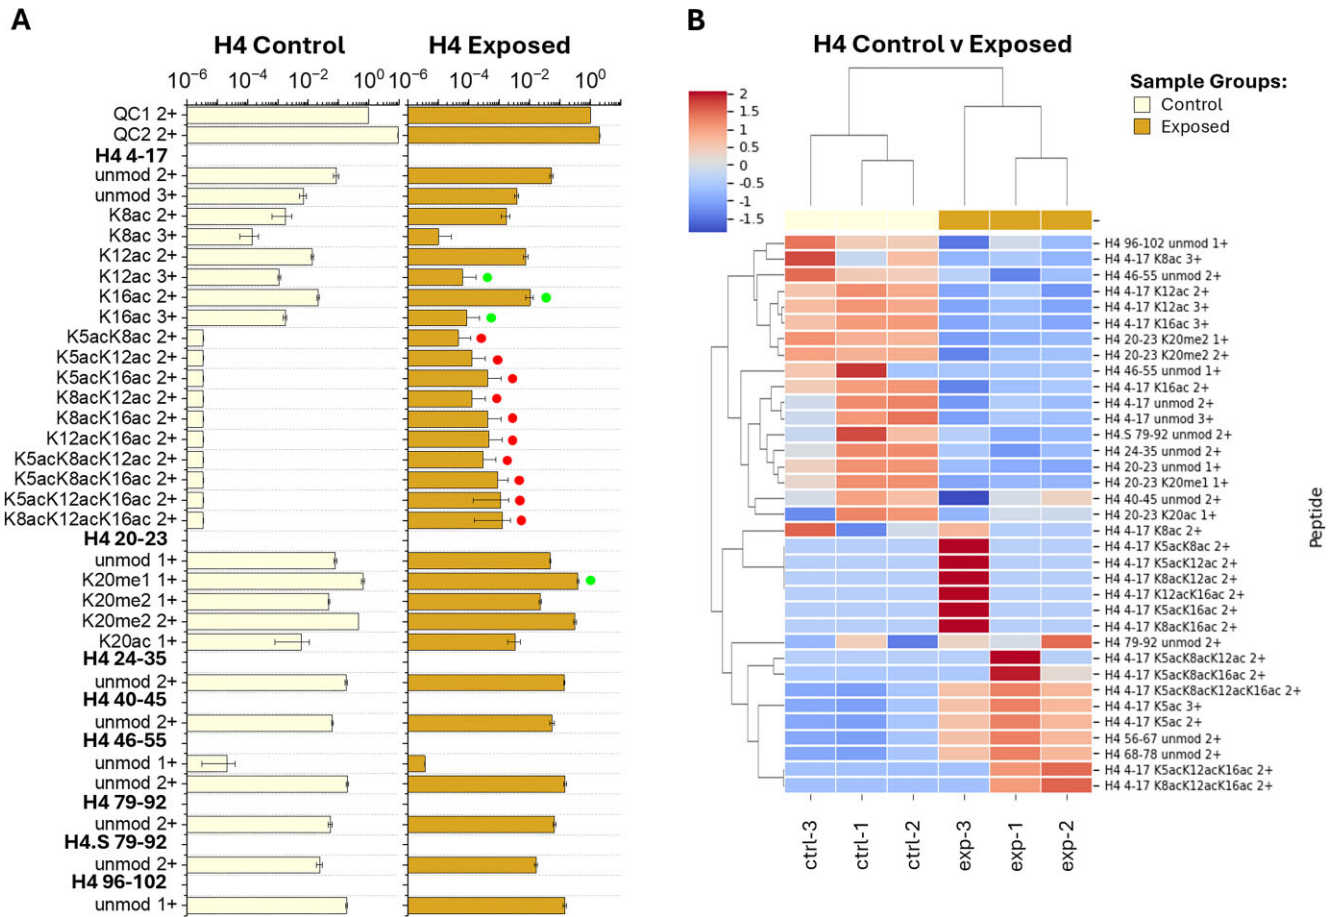 A
H4 Control
H4 Exposed
10⁻⁶ 10⁻⁴ 10⁻² 10⁰
10⁻⁶ 10⁻⁴ 10⁻² 10⁰
QC1 2+
QC2 2+
H4 4-17
unmod 2+
unmod 3+
K8ac 2+
K8ac 3+
K12ac 2+
K12ac 3+
K16ac 2+
K16ac 3+
K5acK8ac 2+
K5acK12ac 2+
K5acK16ac 2+
K8acK12ac 2+
K8acK16ac 2+
K12acK16ac 2+
K5acK8acK12ac 2+
K5acK8acK16ac 2+
K5acK12acK16ac 2+
K8acK12acK16ac 2+
H4 20-23
unmod 1+
K20me1 1+
K20me2 1+
K20me2 2+
K20ac 1+
H4 24-35
unmod 2+
H4 40-45
unmod 2+
H4 46-55
unmod 1+
unmod 2+
H4 79-92
unmod 2+
H4.S 79-92
unmod 2+
H4 96-102
unmod 1+
B
H4 Control v Exposed
Sample Groups:
Control
Exposed
2
1.5
1
0.5
0
-0.5
-1
-1.5
H4 96-102 unmod 1+
H4 4-17 K8ac 3+
H4 46-55 unmod 2+
H4 4-17 K12ac 2+
H4 4-17 K12ac 3+
H4 4-17 K16ac 3+
H4 20-23 K20me2 1+
H4 20-23 K20me2 2+
H4 46-55 unmod 1+
H4 4-17 K16ac 2+
H4 4-17 unmod 2+
H4 4-17 unmod 3+
H4.S 79-92 unmod 2+
H4 24-35 unmod 2+
H4 20-23 unmod 1+
H4 20-23 K20me1 1+
H4 40-45 unmod 2+
H4 20-23 K20ac 1+
H4 4-17 K8ac 2+
H4 4-17 K5acK8ac 2+
H4 4-17 K5acK12ac 2+
H4 4-17 K8acK12ac 2+
H4 4-17 K12acK16ac 2+
H4 4-17 K5acK16ac 2+
H4 4-17 K8acK16ac 2+
H4 79-92 unmod 2+
H4 4-17 K5acK8acK12ac 2+
H4 4-17 K5acK8acK16ac 2+
H4 4-17 K5acK8acK12acK16ac 2+
H4 4-17 K5ac 3+
H4 4-17 K5ac 2+
H4 56-67 unmod 2+
H4 68-78 unmod 2+
H4 4-17 K5acK12acK16ac 2+
H4 4-17 K8acK12acK16ac 2+
Peptide
ctrl-3
ctrl-1
ctrl-2
exp-3
exp-1
exp-2